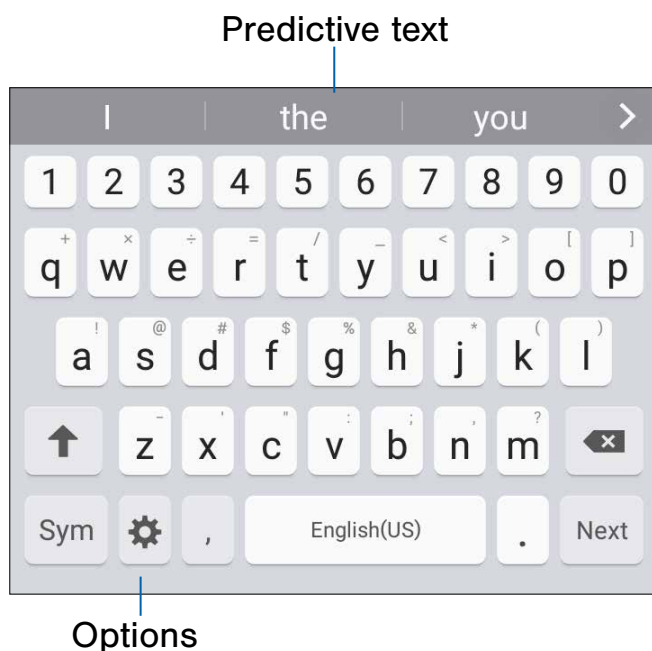 Predictive text
I the you >
1 2 3 4 5 6 7 8 9 0
+ × ÷ = / _ < > [ ]
q w e r t y u i o p
! @ # $ % & * ( )
a s d f g h j k l
- ' " : ; , ?
z x c v b n m
Sym , English(US) . Next
Options